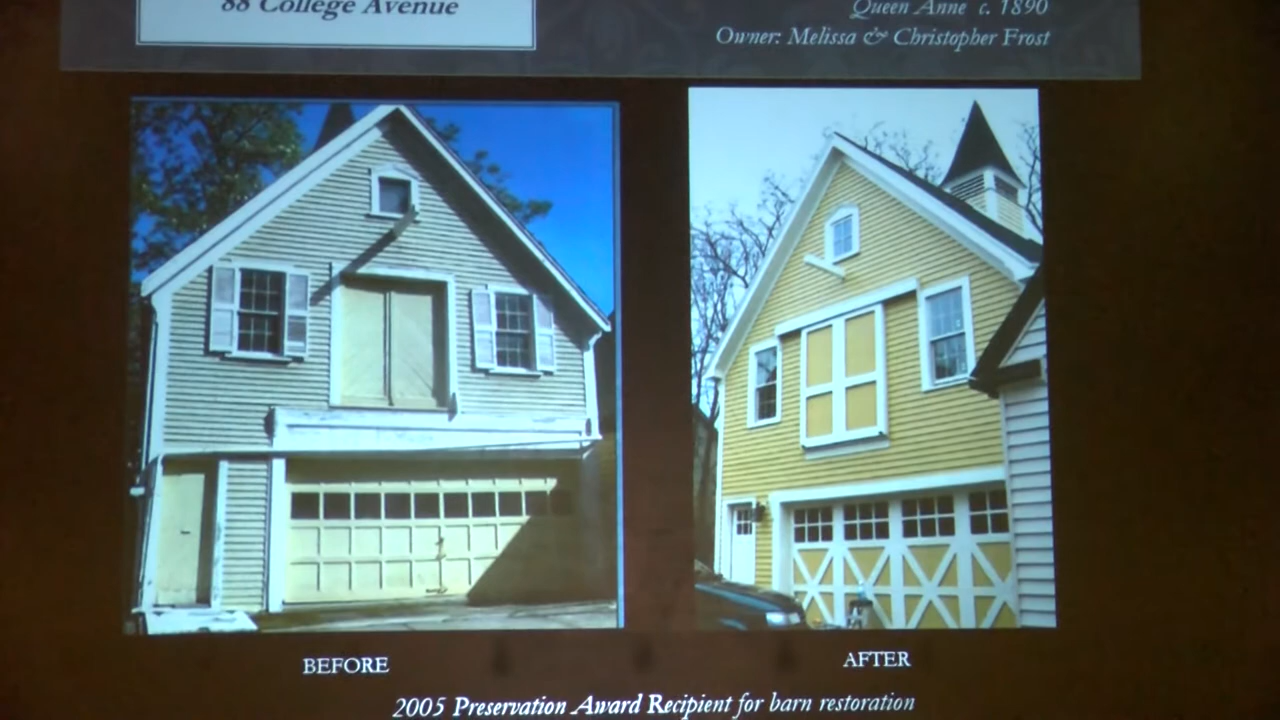 88 College Avenue
Queen Anne c. 1890
Owner: Melissa & Christopher Frost
BEFORE
AFTER
2005 Preservation Award Recipient for barn restoration